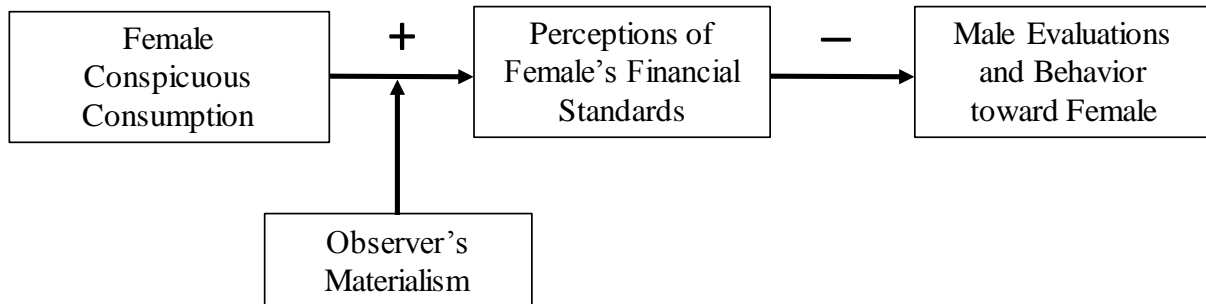 Female
Conspicuous
Consumption
+
Perceptions of
Female’s Financial
Standards
–
Male Evaluations
and Behavior
toward Female
Observer’s
Materialism